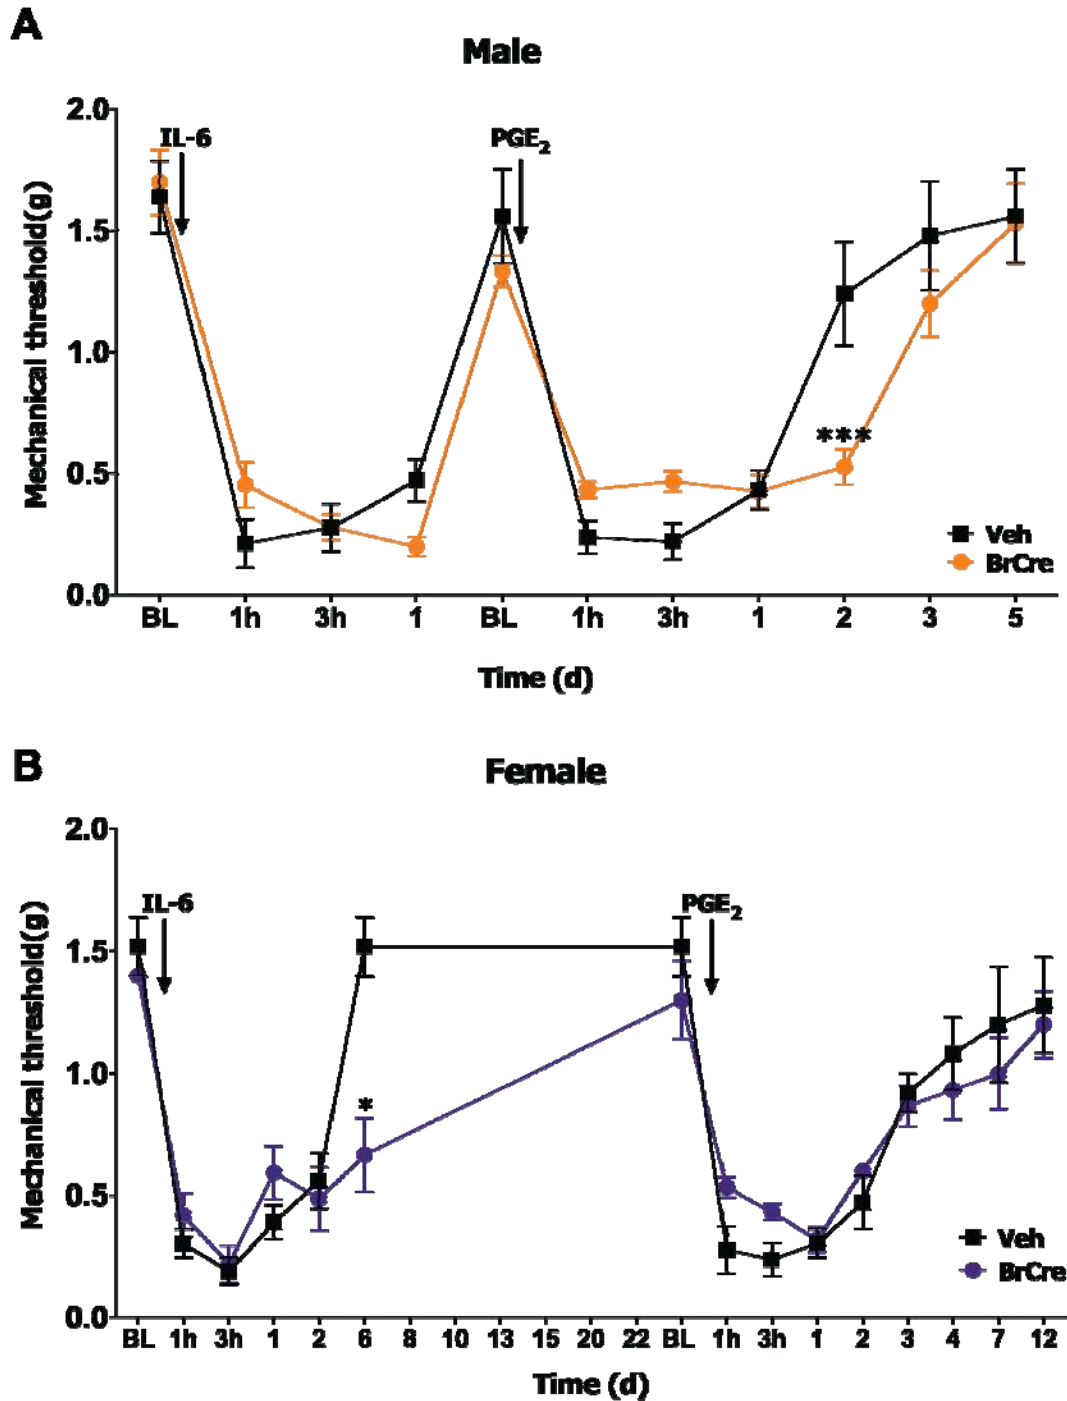 A
Male
2.0
IL-6
PGE2
1.5
1.0
***
0.5
Veh
BrCre
0.0
BL 1h 3h 1 BL 1h 3h 1 2 3 5
Mechanical threshold(g)
Time (d)
B
Female
2.0
IL-6
PGE2
1.5
1.0
*
0.5
Veh
BrCre
0.0
BL 1h 3h 1 2 6 8 10 13 15 20 22 BL 1h 3h 1 2 3 4 7 12
Mechanical threshold(g)
Time (d)